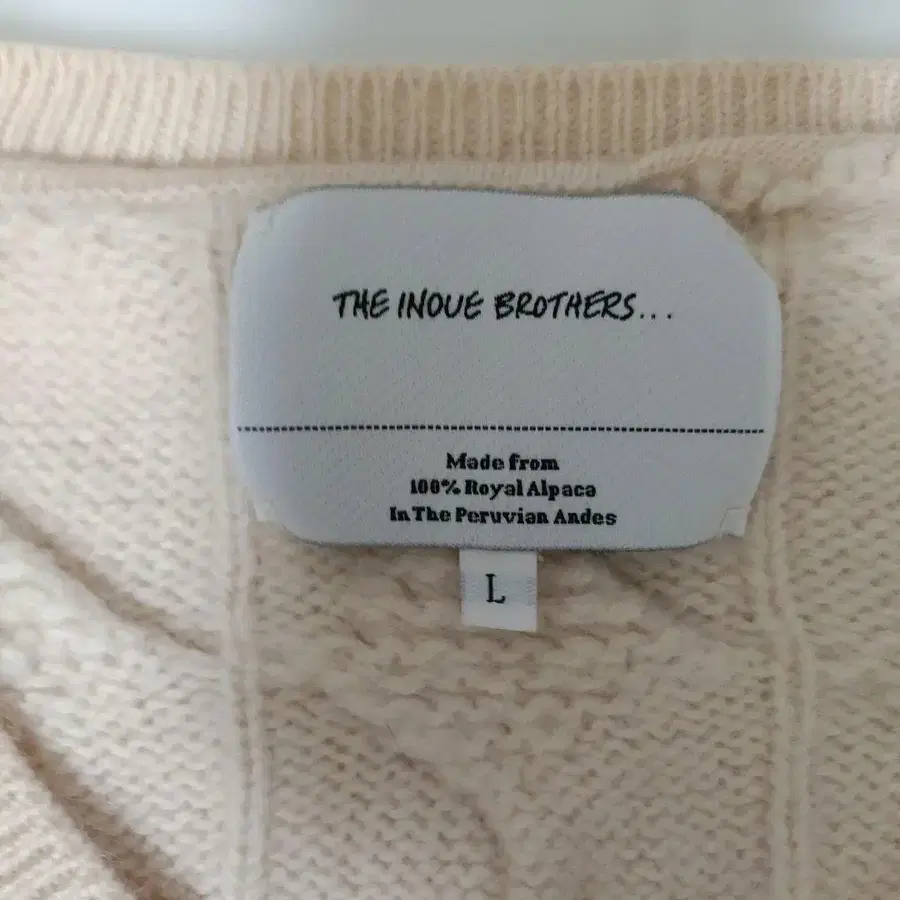 THE INOUE BROTHERS...
Made from
100% Royal Alpaca
In The Peruvian Andes
L